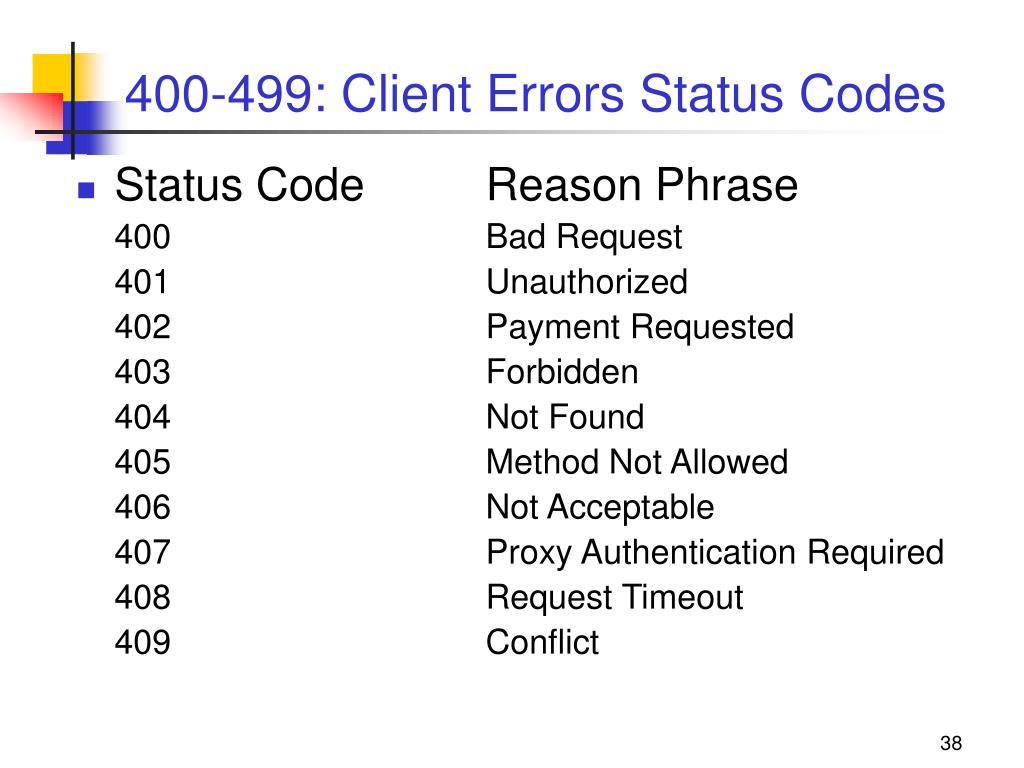 400-499: Client Errors Status Codes
Status Code Reason Phrase
400 Bad Request
401 Unauthorized
402 Payment Requested
403 Forbidden
404 Not Found
405 Method Not Allowed
406 Not Acceptable
407 Proxy Authentication Required
408 Request Timeout
409 Conflict
38